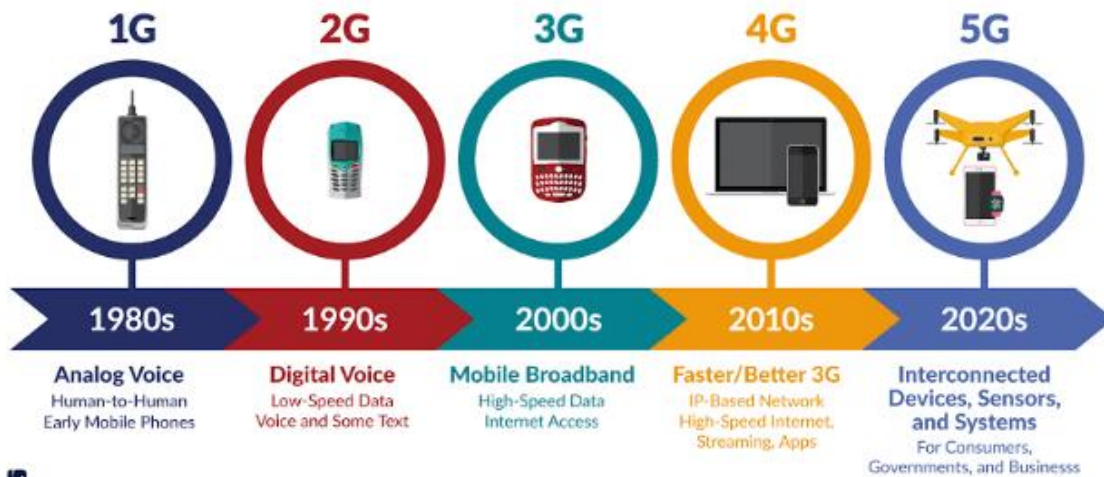 1G
2G
3G
4G
5G
1980s
1990s
2000s
2010s
2020s
Analog Voice
Human-to-Human
Early Mobile Phones
Digital Voice
Low-Speed Data
Voice and Some Text
Mobile Broadband
High-Speed Data
Internet Access
Faster/Better 3G
IP-Based Network
High-Speed Internet,
Streaming, Apps
Interconnected
Devices, Sensors,
and Systems
For Consumers,
Governments, and Businesss